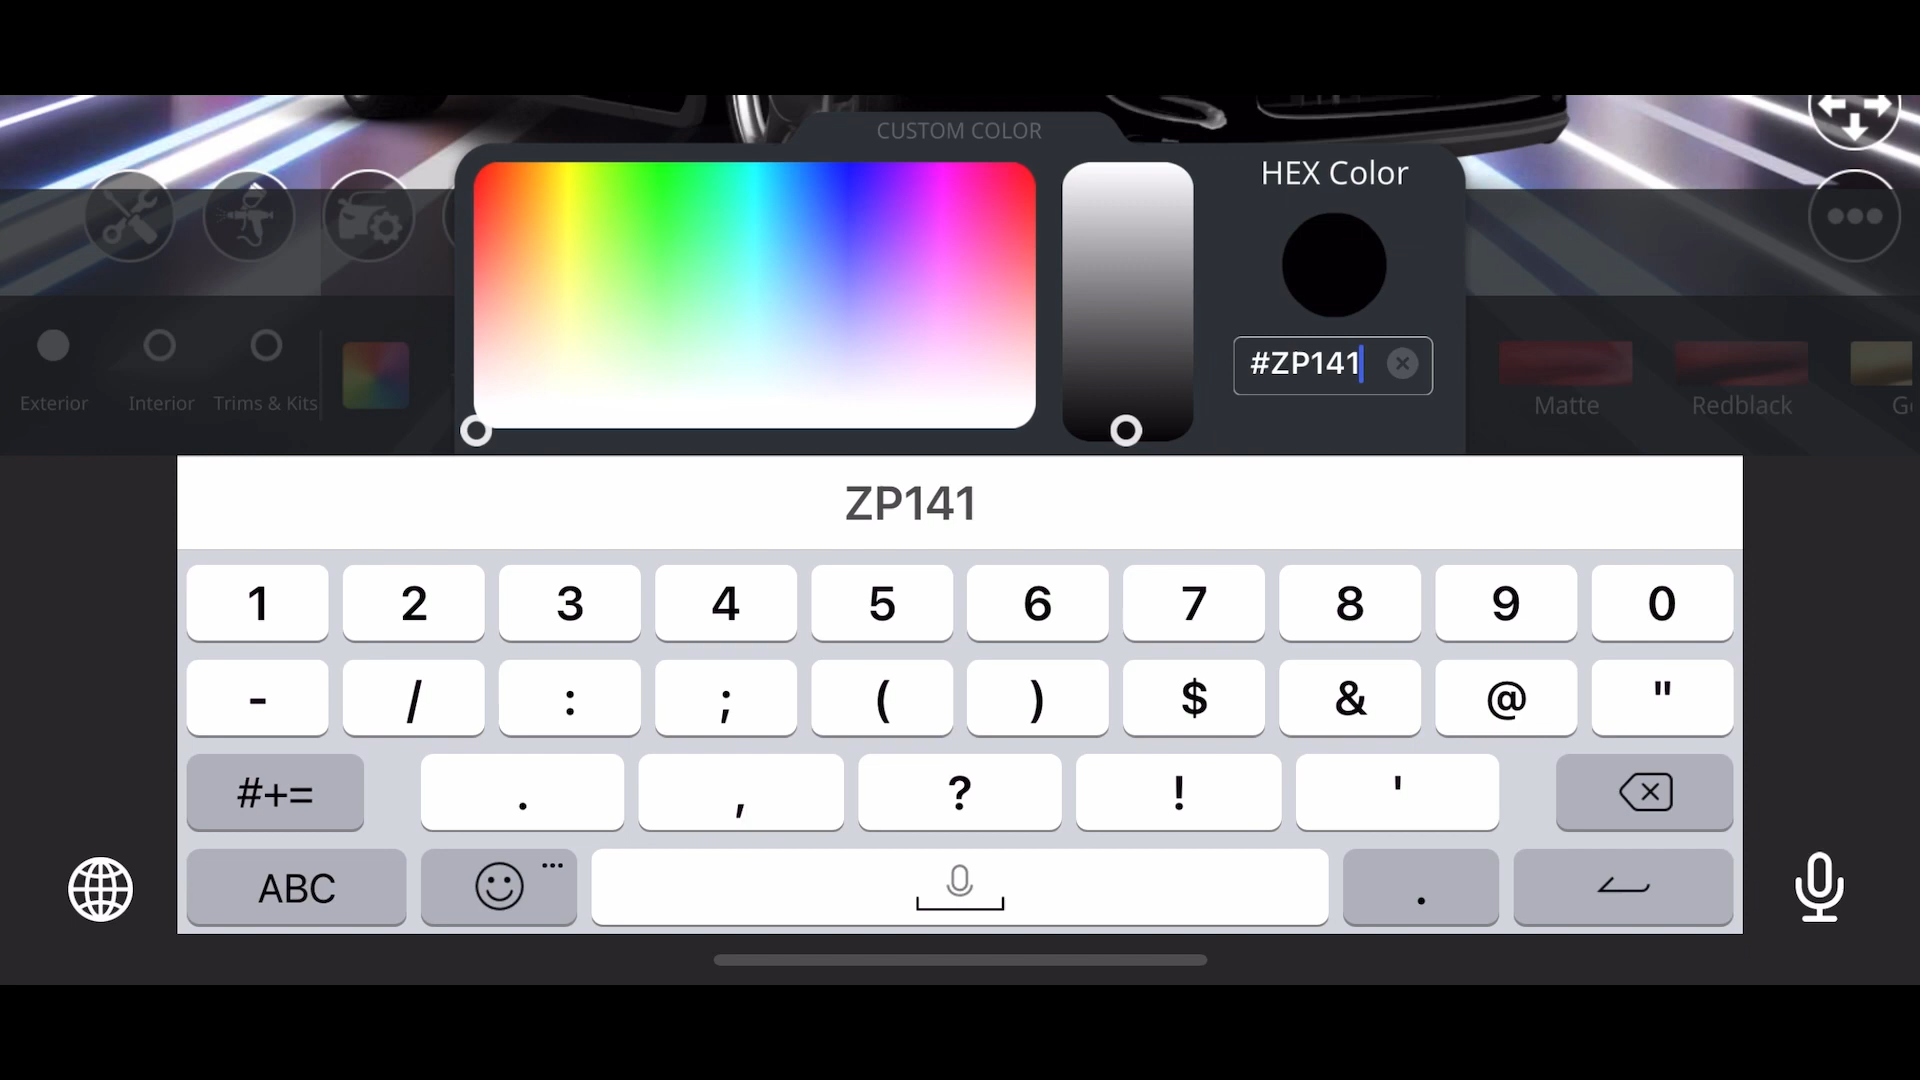 CUSTOM COLOR
HEX Color
#ZP141
Exterior
Interior
Trims & Kits
Matte
Redblack
ZP141
1 2 3 4 5 6 7 8 9 0
- / : ; ( ) $ & @ "
#+= . , ? ! '
ABC .